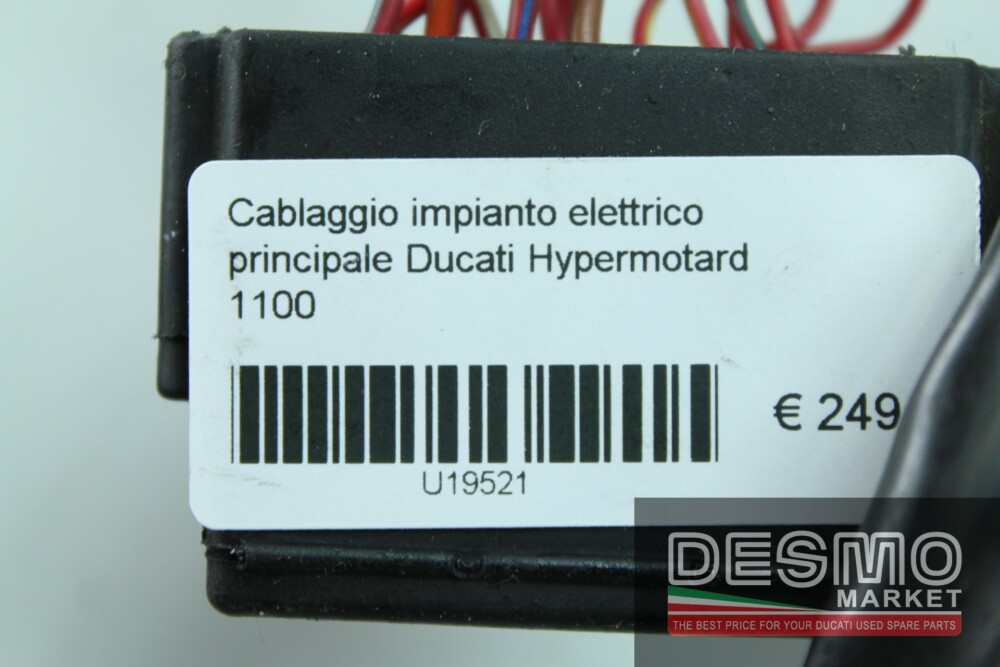 Cablaggio impianto elettrico
principale Ducati Hypermotard
1100
€ 249
U19521
DESMO
MARKET
THE BEST PRICE FOR YOUR DUCATI USED SPARE PARTS